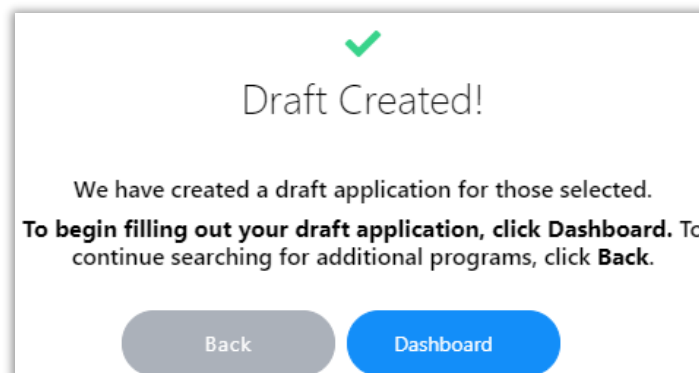 Draft Created!
We have created a draft application for those selected.
To begin filling out your draft application, click Dashboard. To
continue searching for additional programs, click Back.
Back
Dashboard